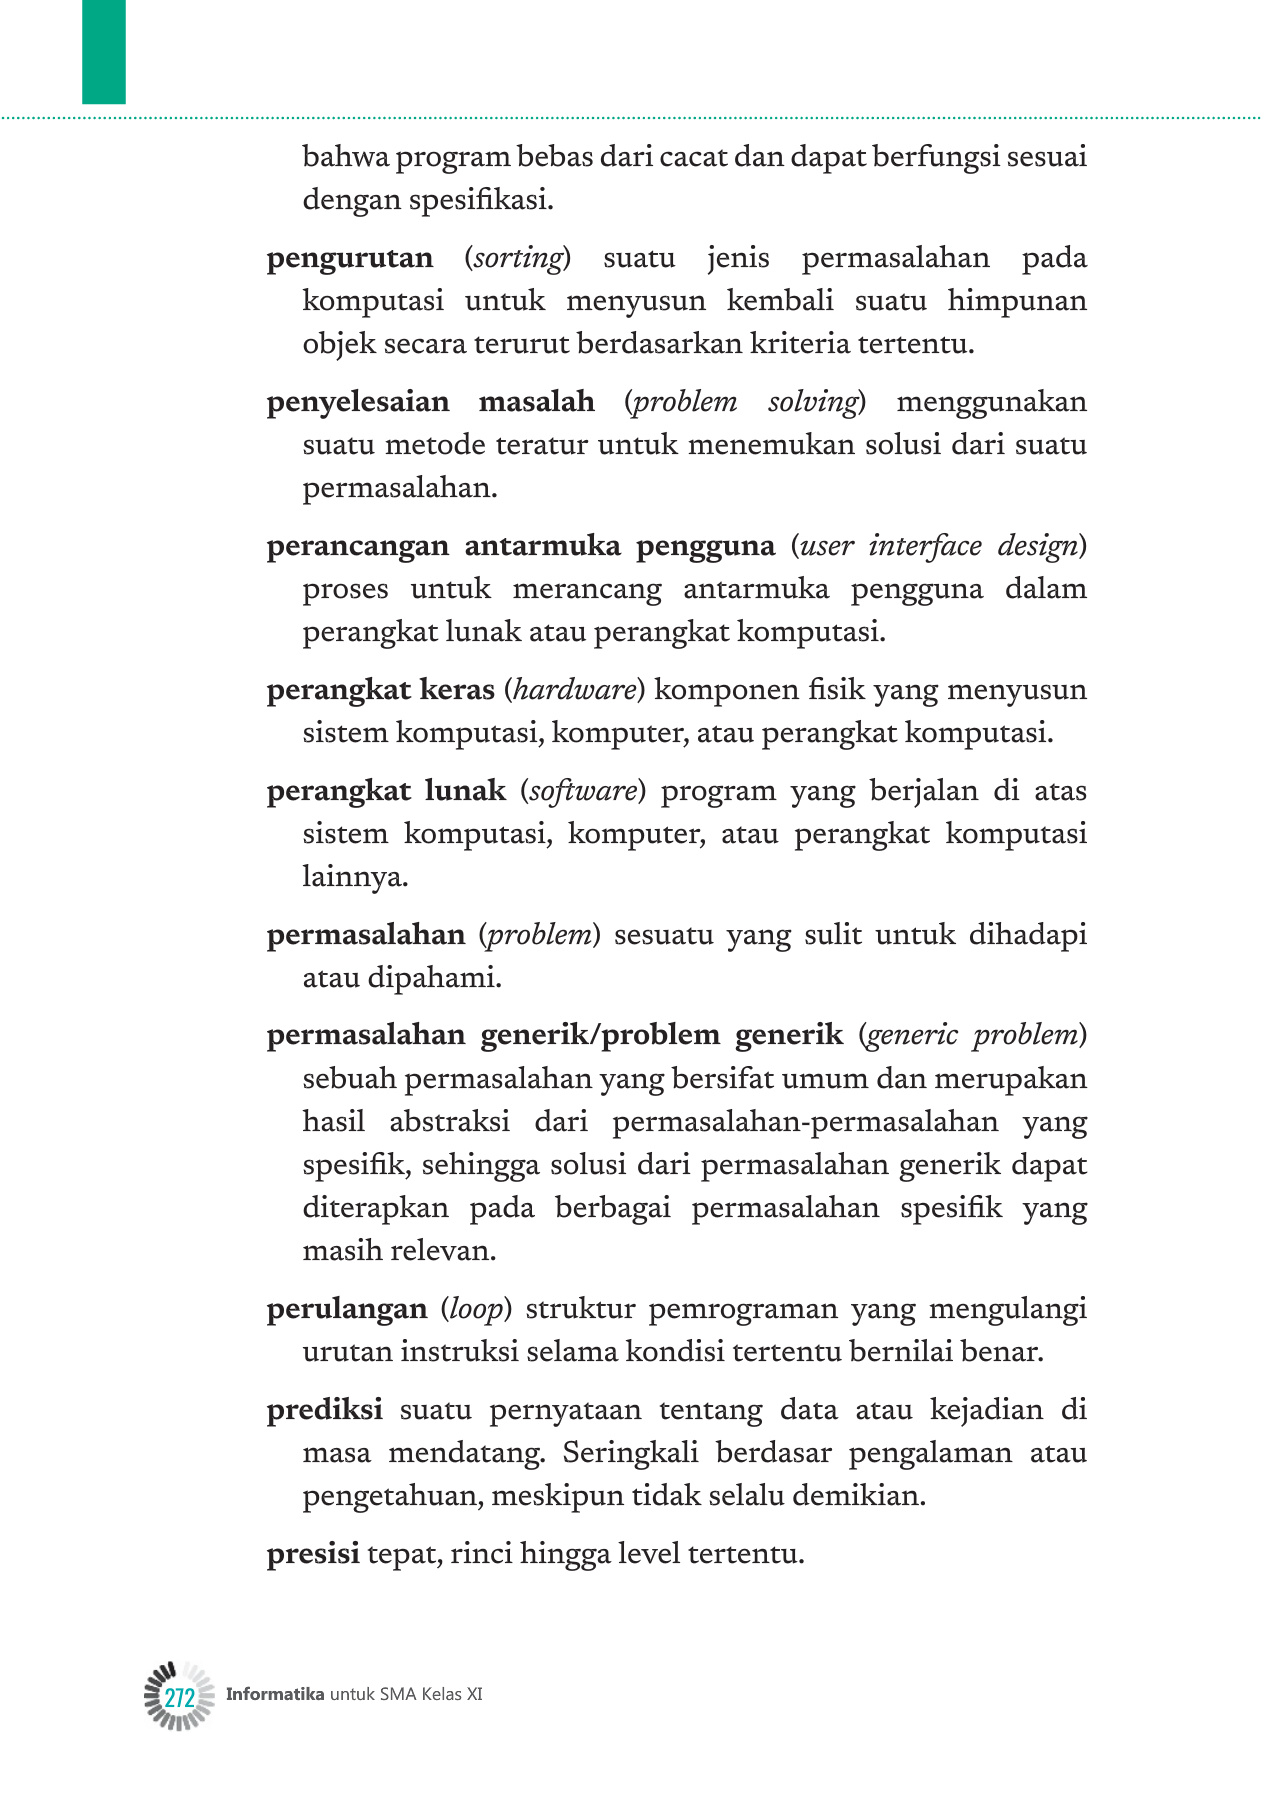 bahwa program bebas dari cacat dan dapat berfungsi sesuai
dengan spesifikasi.
pengurutan (sorting) suatu jenis permasalahan pada
komputasi untuk menyusun kembali suatu himpunan
objek secara terurut berdasarkan kriteria tertentu.
penyelesaian masalah (problem solving) menggunakan
suatu metode teratur untuk menemukan solusi dari suatu
permasalahan.
perancangan antarmuka pengguna (user interface design)
proses untuk merancang antarmuka pengguna dalam
perangkat lunak atau perangkat komputasi.
perangkat keras (hardware) komponen fisik yang menyusun
sistem komputasi, komputer, atau perangkat komputasi.
perangkat lunak (software) program yang berjalan di atas
sistem komputasi, komputer, atau perangkat komputasi
lainnya.
permasalahan (problem) sesuatu yang sulit untuk dihadapi
atau dipahami.
permasalahan generik/problem generik (generic problem)
sebuah permasalahan yang bersifat umum dan merupakan
hasil abstraksi dari permasalahan-permasalahan yang
spesifik, sehingga solusi dari permasalahan generik dapat
diterapkan pada berbagai permasalahan spesifik yang
masih relevan.
perulangan (loop) struktur pemrograman yang mengulangi
urutan instruksi selama kondisi tertentu bernilai benar.
prediksi suatu pernyataan tentang data atau kejadian di
masa mendatang. Seringkali berdasar pengalaman atau
pengetahuan, meskipun tidak selalu demikian.
presisi tepat, rinci hingga level tertentu.
272 Informatika untuk SMA Kelas XI